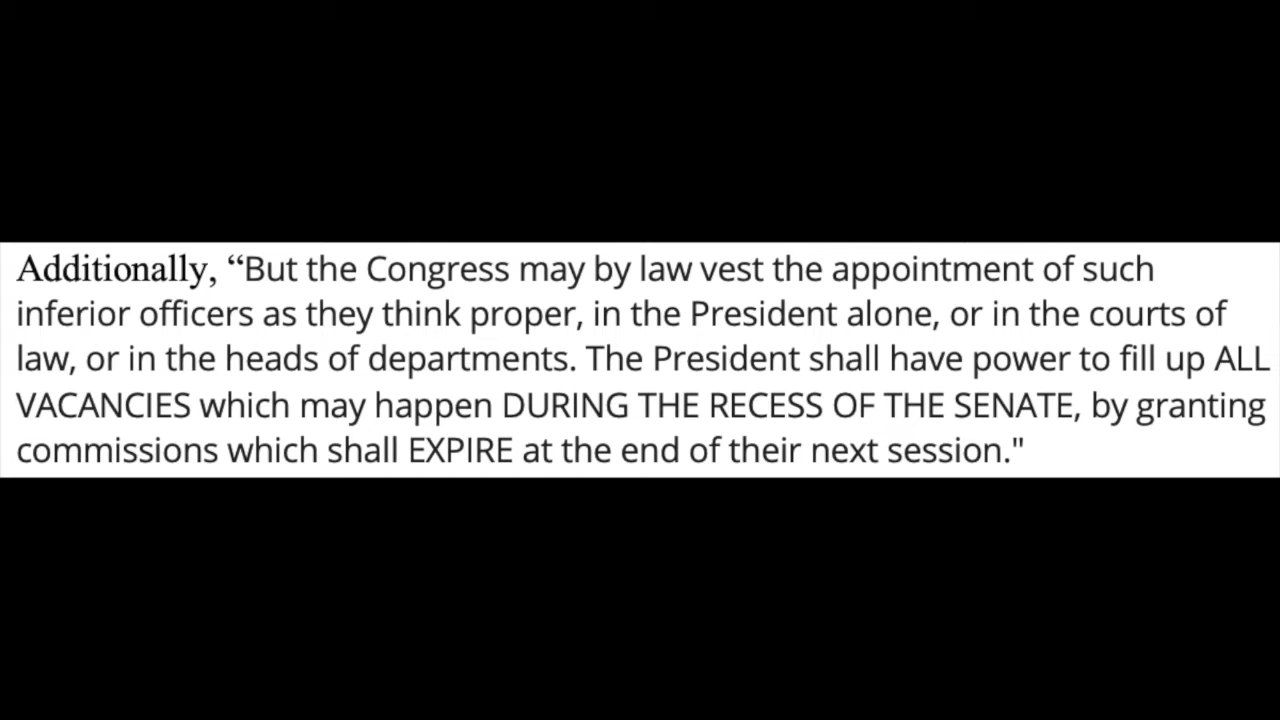 Additionally, “But the Congress may by law vest the appointment of such
inferior officers as they think proper, in the President alone, or in the courts of
law, or in the heads of departments. The President shall have power to fill up ALL
VACANCIES which may happen DURING THE RECESS OF THE SENATE, by granting
commissions which shall EXPIRE at the end of their next session."